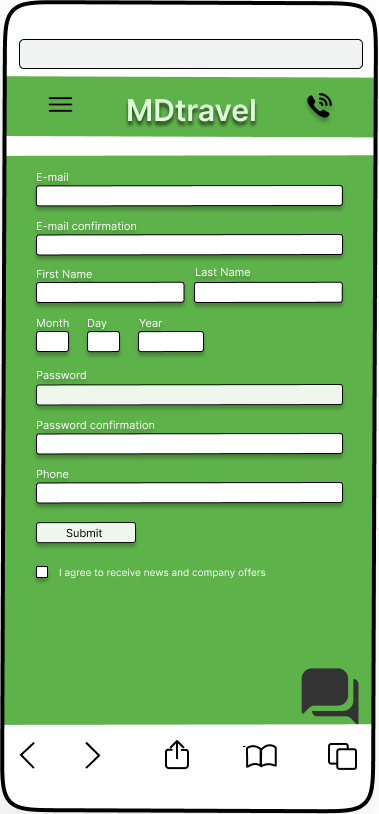 MDtravel
E-mail
E-mail confirmation
First Name Last Name
Month Day Year
Password
Password confirmation
Phone
Submit
I agree to receive news and company offers